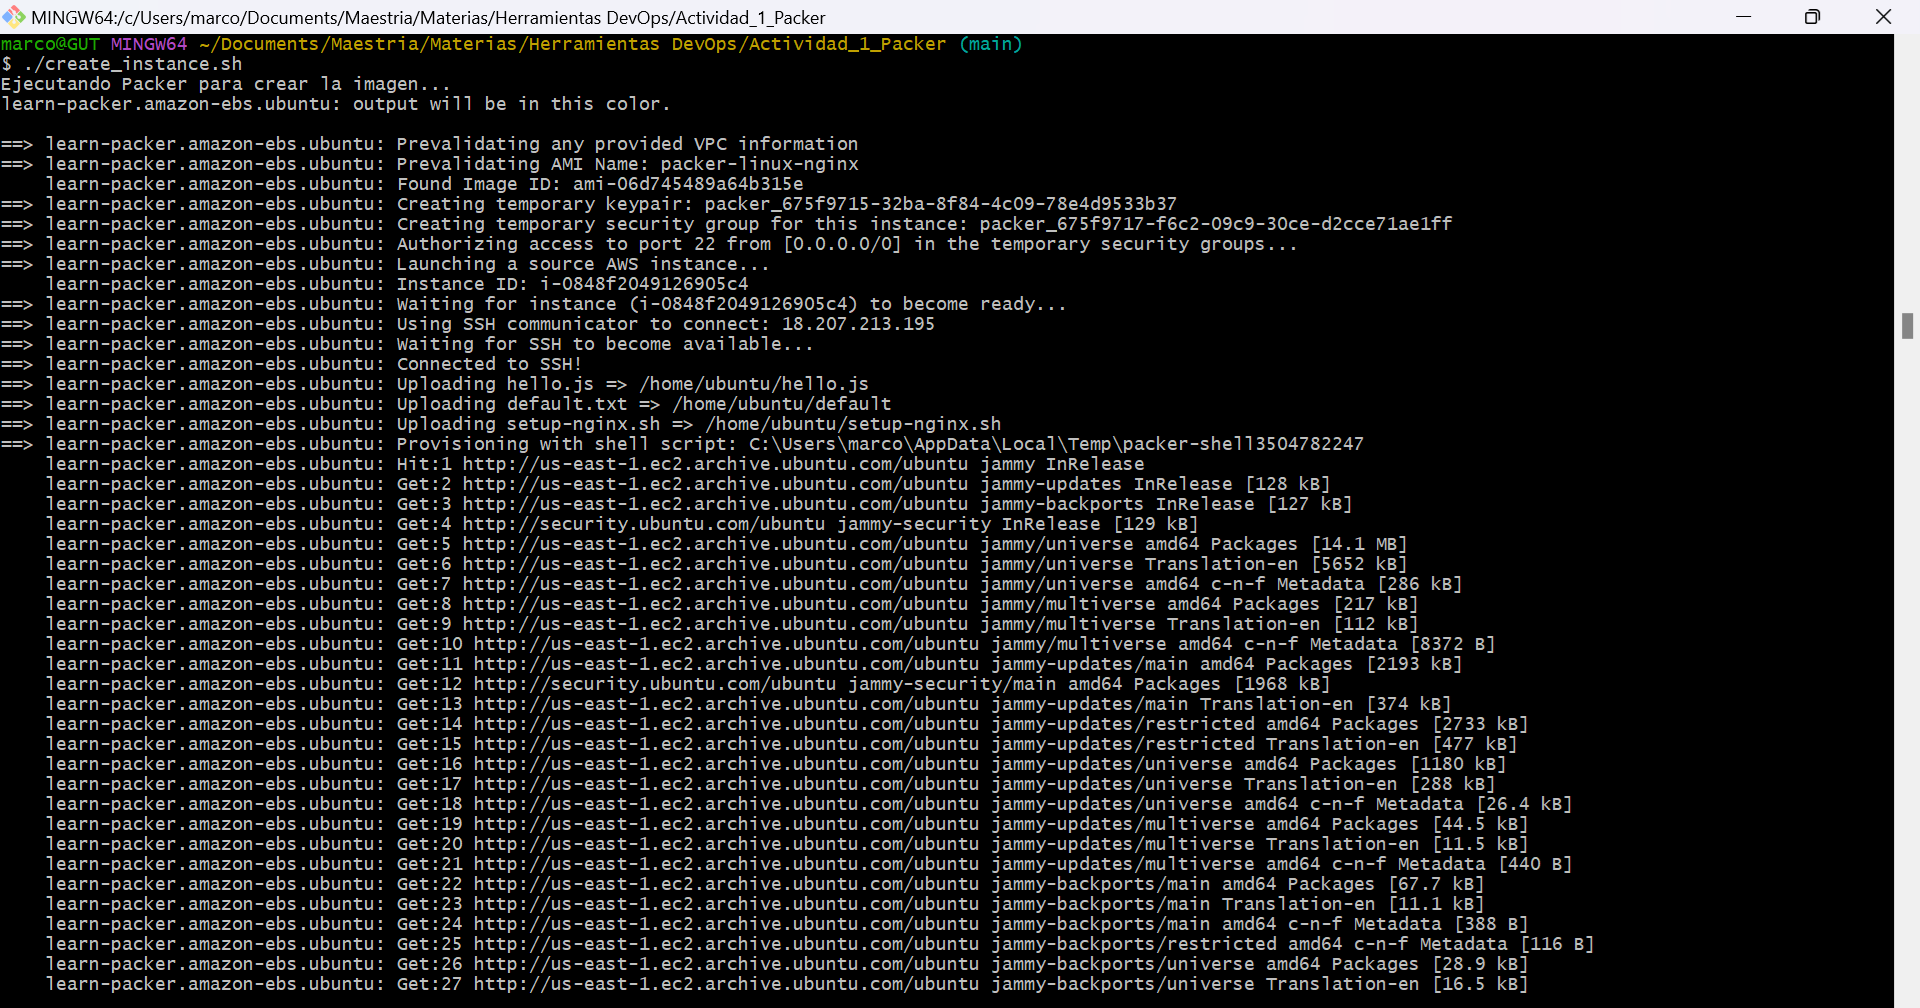 MINGW64:/c/Users/marco/Documents/Maestria/Materias/Herramientas DevOps/Actividad_1_Packer
marco@GUT MINGW64 ~/Documents/Maestria/Materias/Herramientas DevOps/Actividad_1_Packer (main)
$ ./create_instance.sh
Ejecutando Packer para crear la imagen...
learn-packer.amazon-ebs.ubuntu: output will be in this color.

==> learn-packer.amazon-ebs.ubuntu: Prevalidating any provided VPC information
==> learn-packer.amazon-ebs.ubuntu: Prevalidating AMI Name: packer-linux-nginx
    learn-packer.amazon-ebs.ubuntu: Found Image ID: ami-06d745489a64b315e
==> learn-packer.amazon-ebs.ubuntu: Creating temporary keypair: packer_675f9715-32ba-8f84-4c09-78e4d9533b37
==> learn-packer.amazon-ebs.ubuntu: Creating temporary security group for this instance: packer_675f9717-f6c2-09c9-30ce-d2cce71ae1ff
==> learn-packer.amazon-ebs.ubuntu: Authorizing access to port 22 from [0.0.0.0/0] in the temporary security groups...
==> learn-packer.amazon-ebs.ubuntu: Launching a source AWS instance...
    learn-packer.amazon-ebs.ubuntu: Instance ID: i-0848f2049126905c4
==> learn-packer.amazon-ebs.ubuntu: Waiting for instance (i-0848f2049126905c4) to become ready...
==> learn-packer.amazon-ebs.ubuntu: Using SSH communicator to connect: 18.207.213.195
==> learn-packer.amazon-ebs.ubuntu: Waiting for SSH to become available...
==> learn-packer.amazon-ebs.ubuntu: Connected to SSH!
==> learn-packer.amazon-ebs.ubuntu: Uploading hello.js => /home/ubuntu/hello.js
==> learn-packer.amazon-ebs.ubuntu: Uploading default.txt => /home/ubuntu/default
==> learn-packer.amazon-ebs.ubuntu: Uploading setup-nginx.sh => /home/ubuntu/setup-nginx.sh
==> learn-packer.amazon-ebs.ubuntu: Provisioning with shell script: C:\Users\marco\AppData\Local\Temp\packer-shell3504782247
    learn-packer.amazon-ebs.ubuntu: Hit:1 http://us-east-1.ec2.archive.ubuntu.com/ubuntu jammy InRelease
    learn-packer.amazon-ebs.ubuntu: Get:2 http://us-east-1.ec2.archive.ubuntu.com/ubuntu jammy-updates InRelease [128 kB]
    learn-packer.amazon-ebs.ubuntu: Get:3 http://us-east-1.ec2.archive.ubuntu.com/ubuntu jammy-backports InRelease [127 kB]
    learn-packer.amazon-ebs.ubuntu: Get:4 http://security.ubuntu.com/ubuntu jammy-security InRelease [129 kB]
    learn-packer.amazon-ebs.ubuntu: Get:5 http://us-east-1.ec2.archive.ubuntu.com/ubuntu jammy/universe amd64 Packages [14.1 MB]
    learn-packer.amazon-ebs.ubuntu: Get:6 http://us-east-1.ec2.archive.ubuntu.com/ubuntu jammy/universe Translation-en [5652 kB]
    learn-packer.amazon-ebs.ubuntu: Get:7 http://us-east-1.ec2.archive.ubuntu.com/ubuntu jammy/universe amd64 c-n-f Metadata [286 kB]
    learn-packer.amazon-ebs.ubuntu: Get:8 http://us-east-1.ec2.archive.ubuntu.com/ubuntu jammy/multiverse amd64 Packages [217 kB]
    learn-packer.amazon-ebs.ubuntu: Get:9 http://us-east-1.ec2.archive.ubuntu.com/ubuntu jammy/multiverse Translation-en [112 kB]
    learn-packer.amazon-ebs.ubuntu: Get:10 http://us-east-1.ec2.archive.ubuntu.com/ubuntu jammy/multiverse amd64 c-n-f Metadata [8372 B]
    learn-packer.amazon-ebs.ubuntu: Get:11 http://us-east-1.ec2.archive.ubuntu.com/ubuntu jammy-updates/main amd64 Packages [2193 kB]
    learn-packer.amazon-ebs.ubuntu: Get:12 http://security.ubuntu.com/ubuntu jammy-security/main amd64 Packages [1968 kB]
    learn-packer.amazon-ebs.ubuntu: Get:13 http://us-east-1.ec2.archive.ubuntu.com/ubuntu jammy-updates/main Translation-en [374 kB]
    learn-packer.amazon-ebs.ubuntu: Get:14 http://us-east-1.ec2.archive.ubuntu.com/ubuntu jammy-updates/restricted amd64 Packages [2733 kB]
    learn-packer.amazon-ebs.ubuntu: Get:15 http://us-east-1.ec2.archive.ubuntu.com/ubuntu jammy-updates/restricted Translation-en [477 kB]
    learn-packer.amazon-ebs.ubuntu: Get:16 http://us-east-1.ec2.archive.ubuntu.com/ubuntu jammy-updates/universe amd64 Packages [1180 kB]
    learn-packer.amazon-ebs.ubuntu: Get:17 http://us-east-1.ec2.archive.ubuntu.com/ubuntu jammy-updates/universe Translation-en [288 kB]
    learn-packer.amazon-ebs.ubuntu: Get:18 http://us-east-1.ec2.archive.ubuntu.com/ubuntu jammy-updates/universe amd64 c-n-f Metadata [26.4 kB]
    learn-packer.amazon-ebs.ubuntu: Get:19 http://us-east-1.ec2.archive.ubuntu.com/ubuntu jammy-updates/multiverse amd64 Packages [44.5 kB]
    learn-packer.amazon-ebs.ubuntu: Get:20 http://us-east-1.ec2.archive.ubuntu.com/ubuntu jammy-updates/multiverse Translation-en [11.5 kB]
    learn-packer.amazon-ebs.ubuntu: Get:21 http://us-east-1.ec2.archive.ubuntu.com/ubuntu jammy-updates/multiverse amd64 c-n-f Metadata [440 B]
    learn-packer.amazon-ebs.ubuntu: Get:22 http://us-east-1.ec2.archive.ubuntu.com/ubuntu jammy-backports/main amd64 Packages [67.7 kB]
    learn-packer.amazon-ebs.ubuntu: Get:23 http://us-east-1.ec2.archive.ubuntu.com/ubuntu jammy-backports/main Translation-en [11.1 kB]
    learn-packer.amazon-ebs.ubuntu: Get:24 http://us-east-1.ec2.archive.ubuntu.com/ubuntu jammy-backports/main amd64 c-n-f Metadata [388 B]
    learn-packer.amazon-ebs.ubuntu: Get:25 http://us-east-1.ec2.archive.ubuntu.com/ubuntu jammy-backports/restricted amd64 c-n-f Metadata [116 B]
    learn-packer.amazon-ebs.ubuntu: Get:26 http://us-east-1.ec2.archive.ubuntu.com/ubuntu jammy-backports/universe amd64 Packages [28.9 kB]
    learn-packer.amazon-ebs.ubuntu: Get:27 http://us-east-1.ec2.archive.ubuntu.com/ubuntu jammy-backports/universe Translation-en [16.5 kB]